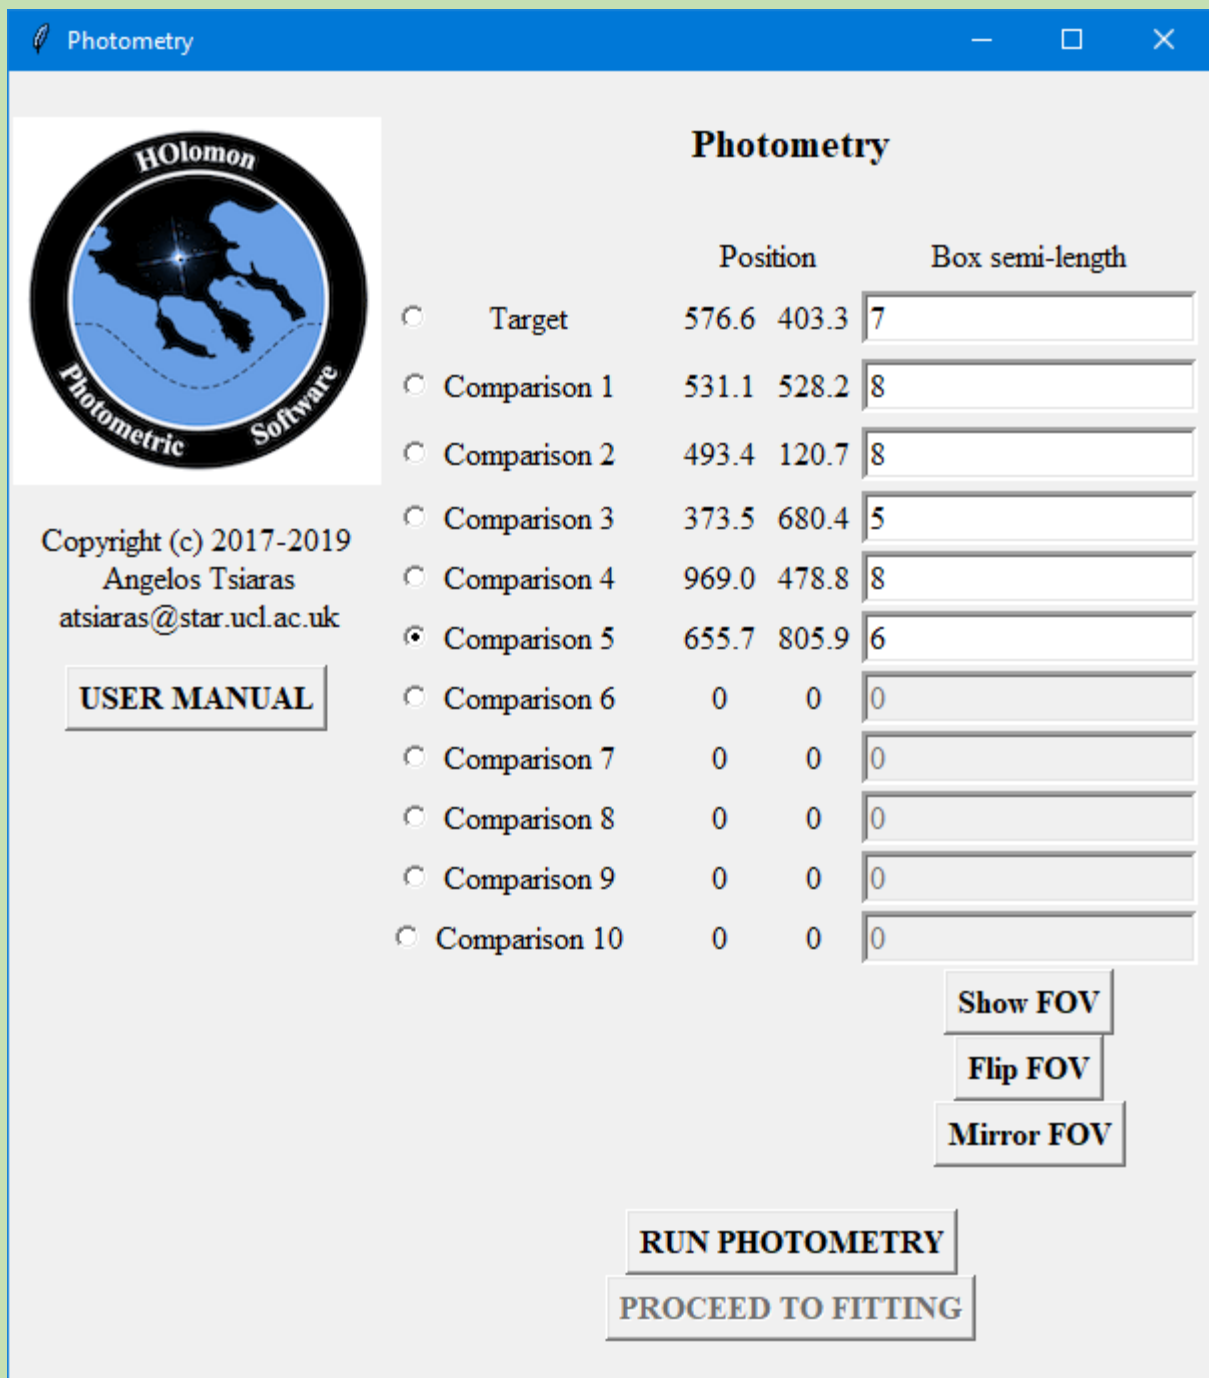 Photometry
HOlomon
Photometric Software
Copyright (c) 2017-2019
Angelos Tsiaras
atsiaras@star.ucl.ac.uk
USER MANUAL
Photometry
Position Box semi-length
Target 576.6 403.3 7
Comparison 1 531.1 528.2 8
Comparison 2 493.4 120.7 8
Comparison 3 373.5 680.4 5
Comparison 4 969.0 478.8 8
Comparison 5 655.7 805.9 6
Comparison 6 0 0 0
Comparison 7 0 0 0
Comparison 8 0 0 0
Comparison 9 0 0 0
Comparison 10 0 0 0
Show FOV
Flip FOV
Mirror FOV
RUN PHOTOMETRY
PROCEED TO FITTING